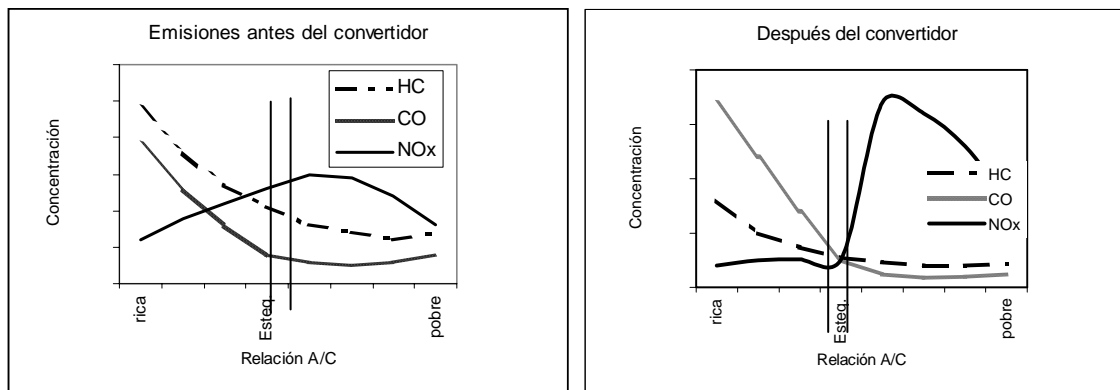 Emisiones antes del convertidor
HC
CO
NOx
Concentración
rica
Esteq.
pobre
Relación A/C
Después del convertidor
Concentración
HC
CO
NOx
rica
Esteq.
pobre
Relación A/C